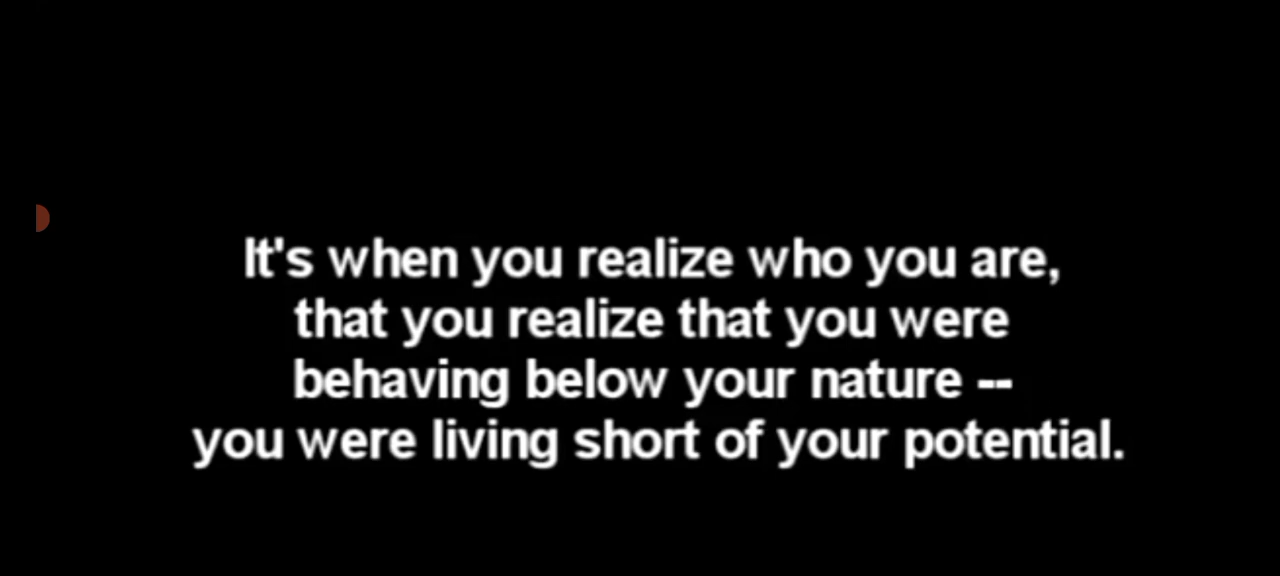 It's when you realize who you are,
that you realize that you were
behaving below your nature --
you were living short of your potential.